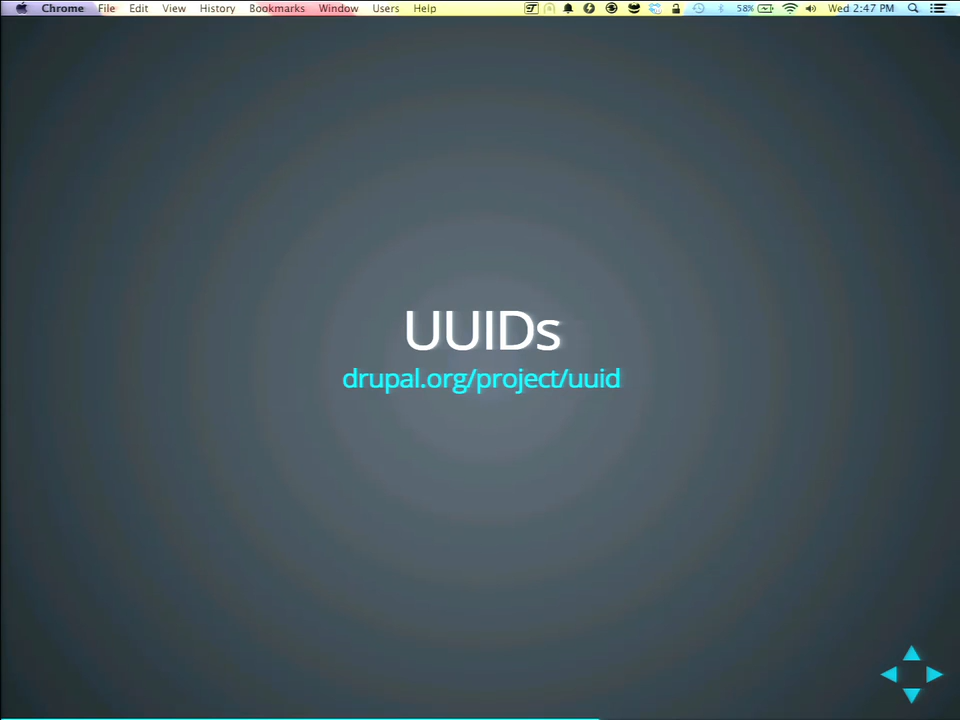 Chrome File Edit View History Bookmarks Window Users Help 58% Wed 2:47 PM
UUIDs
drupal.org/project/uuid